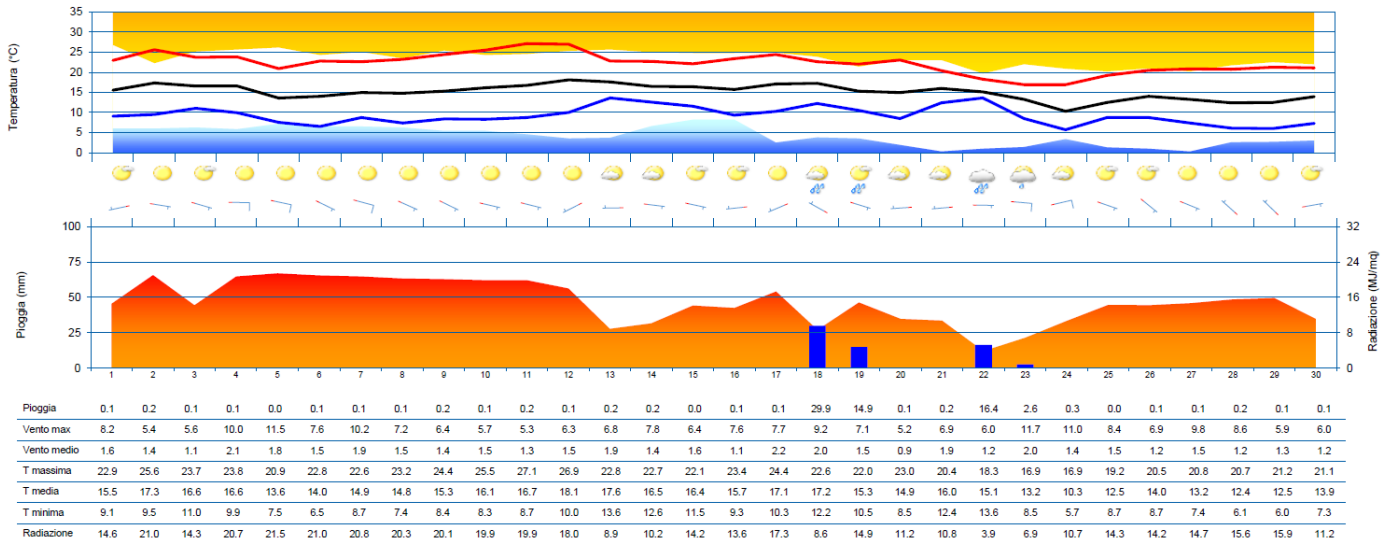 Temperatura (°C)
35
30
25
20
15
10
5
0
Pioggia (mm)
100
75
50
25
0
Radiazione (MJ/mq)
32
24
16
8
0
1 2 3 4 5 6 7 8 9 10 11 12 13 14 15 16 17 18 19 20 21 22 23 24 25 26 27 28 29 30
Pioggia 0.1 0.2 0.1 0.1 0.0 0.1 0.1 0.1 0.2 0.1 0.2 0.1 0.2 0.2 0.0 0.1 0.1 29.9 14.9 0.1 0.2 16.4 2.6 0.3 0.0 0.1 0.1 0.2 0.1 0.1
Vento max 8.2 5.4 5.6 10.0 11.5 7.6 10.2 7.2 6.4 5.7 5.3 6.3 6.8 7.8 6.4 7.6 7.7 9.2 7.1 5.2 6.9 6.0 11.7 11.0 8.4 6.9 9.8 8.6 5.9 6.0
Vento medio 1.6 1.4 1.1 2.1 1.8 1.5 1.9 1.5 1.4 1.5 1.3 1.5 1.9 1.4 1.6 1.1 2.2 2.0 1.5 0.9 1.9 1.2 2.0 1.4 1.5 1.2 1.5 1.2 1.3 1.2
T massima 22.9 25.6 23.7 23.8 20.9 22.8 22.6 23.2 24.4 25.5 27.1 26.9 22.8 22.7 22.1 23.4 24.4 22.6 22.0 23.0 20.4 18.3 16.9 16.9 19.2 20.5 20.8 20.7 21.2 21.1
T media 15.5 17.3 16.6 16.6 13.6 14.0 14.9 14.8 15.3 16.1 16.7 18.1 17.6 16.5 16.4 15.7 17.1 17.2 15.3 14.9 16.0 15.1 13.2 10.3 12.5 14.0 13.2 12.4 12.5 13.9
T minima 9.1 9.5 11.0 9.9 7.5 6.5 8.7 7.4 8.4 8.3 8.7 10.0 13.6 12.6 11.5 9.3 10.3 12.2 10.5 8.5 12.4 13.6 8.5 5.7 8.7 8.7 7.4 6.1 6.0 7.3
Radiazione 14.6 21.0 14.3 20.7 21.5 21.0 20.8 20.3 20.1 19.9 19.9 18.0 8.9 10.2 14.2 13.6 17.3 8.6 14.9 11.2 10.8 3.9 6.9 10.7 14.3 14.2 14.7 15.6 15.9 11.2